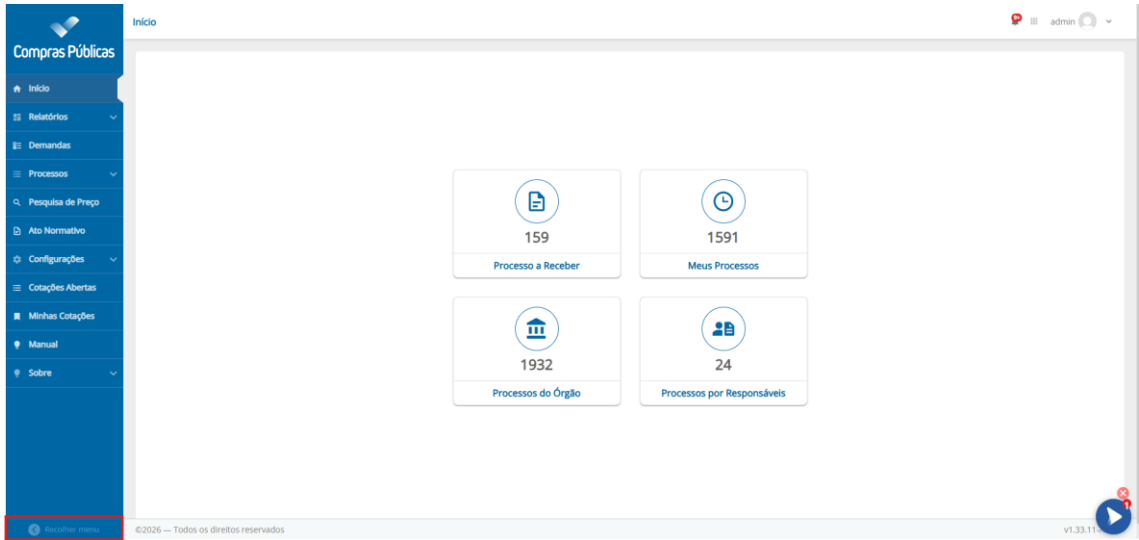 Compras Públicas
Início
Relatórios
Demandas
Processos
Pesquisa de Preço
Ato Normativo
Configurações
Cotações Abertas
Minhas Cotações
Manual
Sobre
Recolher menu
Início
9+
admin
159
Processo a Receber
1591
Meus Processos
1932
Processos do Órgão
24
Processos por Responsáveis
©2026 — Todos os direitos reservados
v1.33.11
1